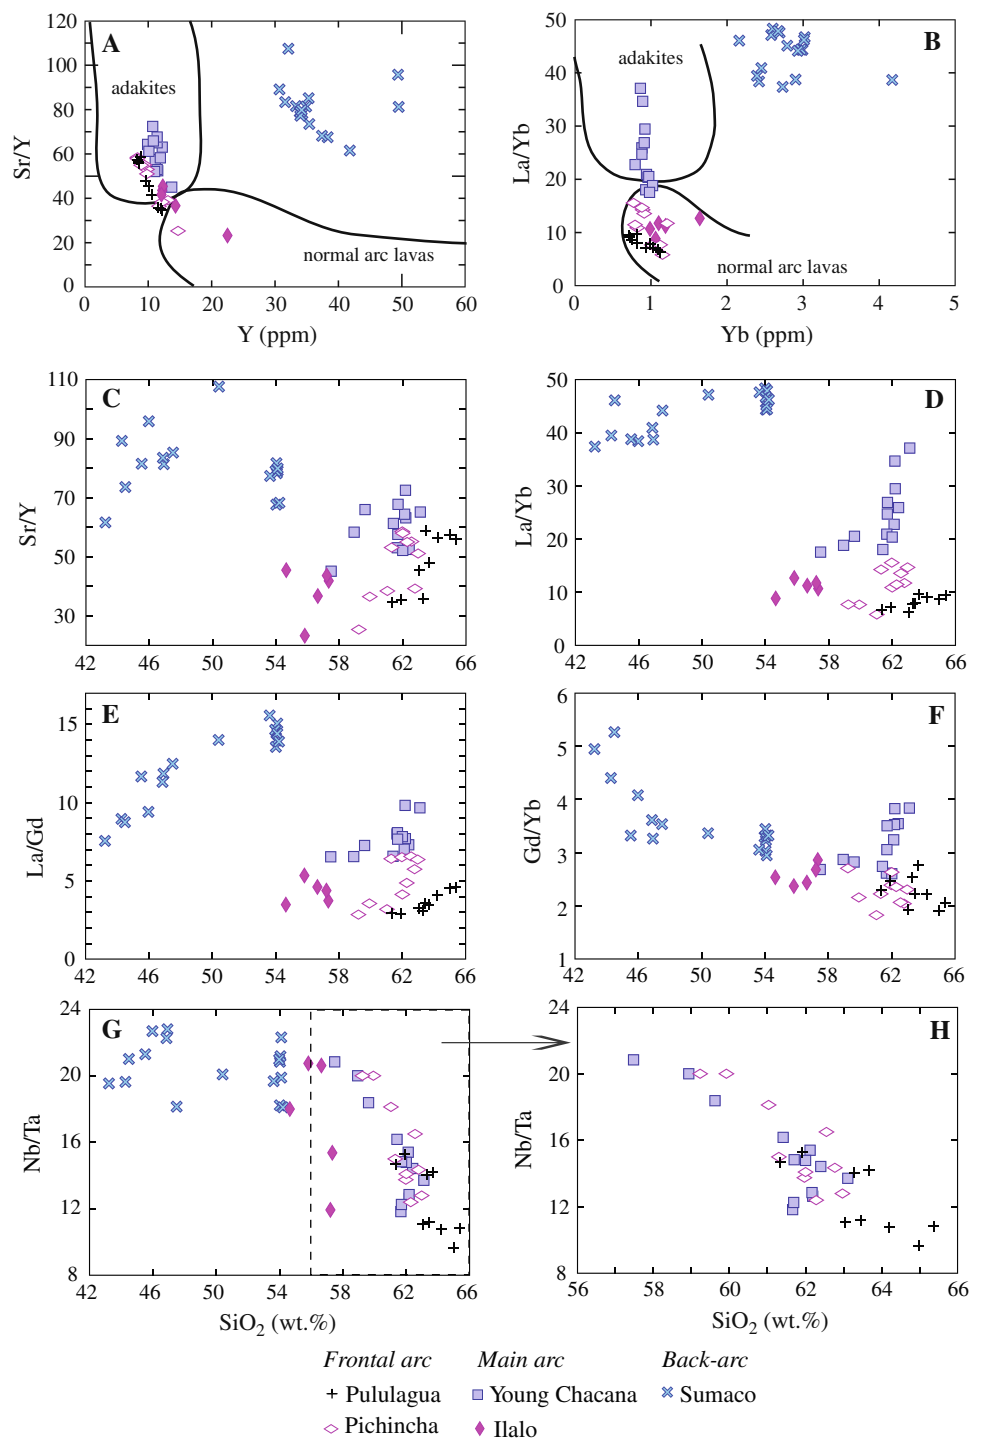 A
B
120
100
80
60
40
20
0
Sr/Y
adakites
normal arc lavas
0 10 20 30 40 50 60
Y (ppm)
50
40
30
20
10
0
La/Yb
adakites
normal arc lavas
0 1 2 3 4 5
Yb (ppm)
C
110
90
70
50
30
Sr/Y
42 46 50 54 58 62 66
D
50
40
30
20
10
0
La/Yb
42 46 50 54 58 62 66
E
15
10
5
0
La/Gd
42 46 50 54 58 62 66
F
6
5
4
3
2
1
Gd/Yb
42 46 50 54 58 62 66
G
24
20
16
12
8
Nb/Ta
42 46 50 54 58 62 66
SiO2 (wt.%)
H
24
20
16
12
8
Nb/Ta
56 58 60 62 64 66
SiO2 (wt.%)
Frontal arc Main arc Back-arc
Pululagua Young Chacana Sumaco
Pichincha Ilalo